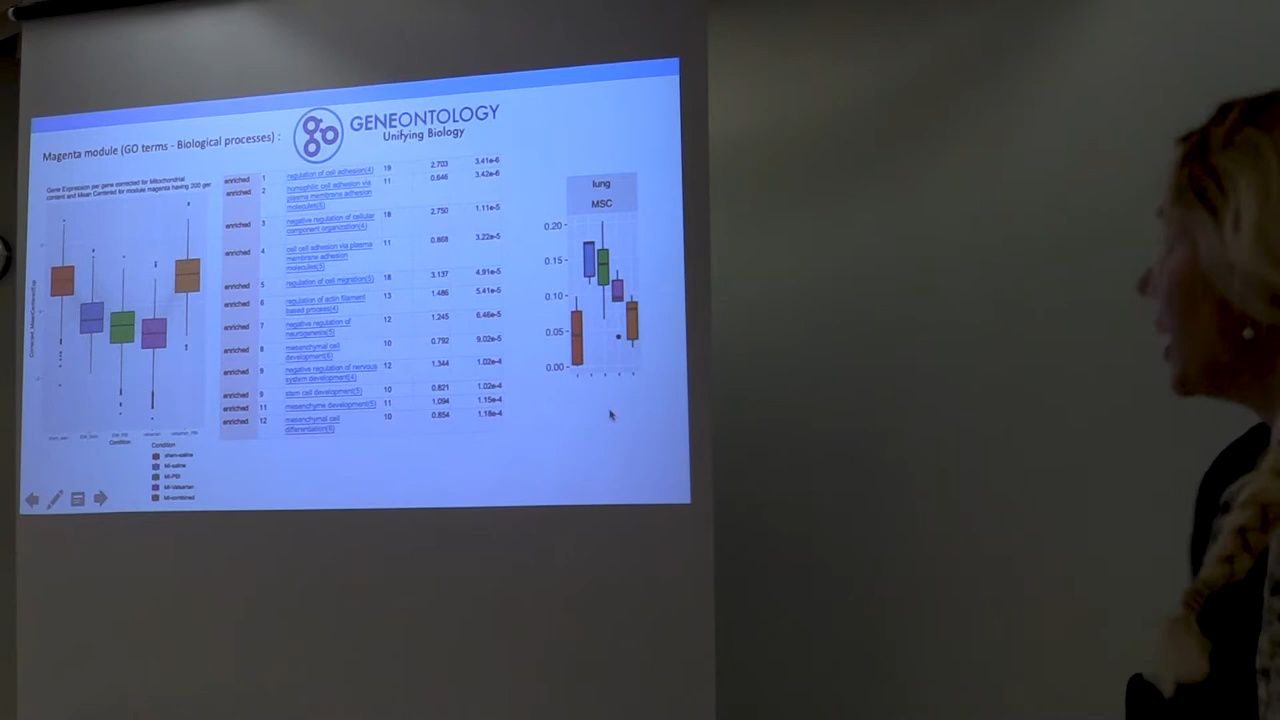 GENEONTOLOGY
Unifying Biology
Magenta module (GO terms - Biological processes) :
Gene Expression per gene corrected for Mitochondrial
content and Mean Centered for module magenta having 200 ger
enriched 1 regulation of cell adhesion(4) 19 2.703 3.41e-6
enriched 2 homophilic cell adhesion via 11 0.646 3.42e-6
plasma membrane adhesion
molecules(6)
enriched 3 negative regulation of cellular 18 2.750 1.11e-5
component organization(4)
enriched 4 cell cell adhesion via plasma 11 0.868 3.22e-5
membrane adhesion
molecules(5)
enriched 5 regulation of cell migration(5) 18 3.137 4.91e-5
enriched 6 regulation of actin filament 13 1.486 5.41e-5
based process(4)
enriched 7 negative regulation of 12 1.245 6.46e-5
neurogenesis(5)
enriched 8 mesenchymal cell 10 0.792 9.02e-5
development(6)
enriched 9 negative regulation of nervous 12 1.344 1.02e-4
system development(4)
enriched 9 stem cell development(5) 10 0.821 1.02e-4
enriched 11 mesenchyme development(5) 11 1.094 1.15e-4
enriched 12 mesenchymal cell 10 0.854 1.18e-4
differentiation(6)
Condition
Condition
sham-saline
MI-saline
MI-PBI
MI-Valsartan
MI-combined
lung
MSC
0.20
0.15
0.10
0.05
0.00